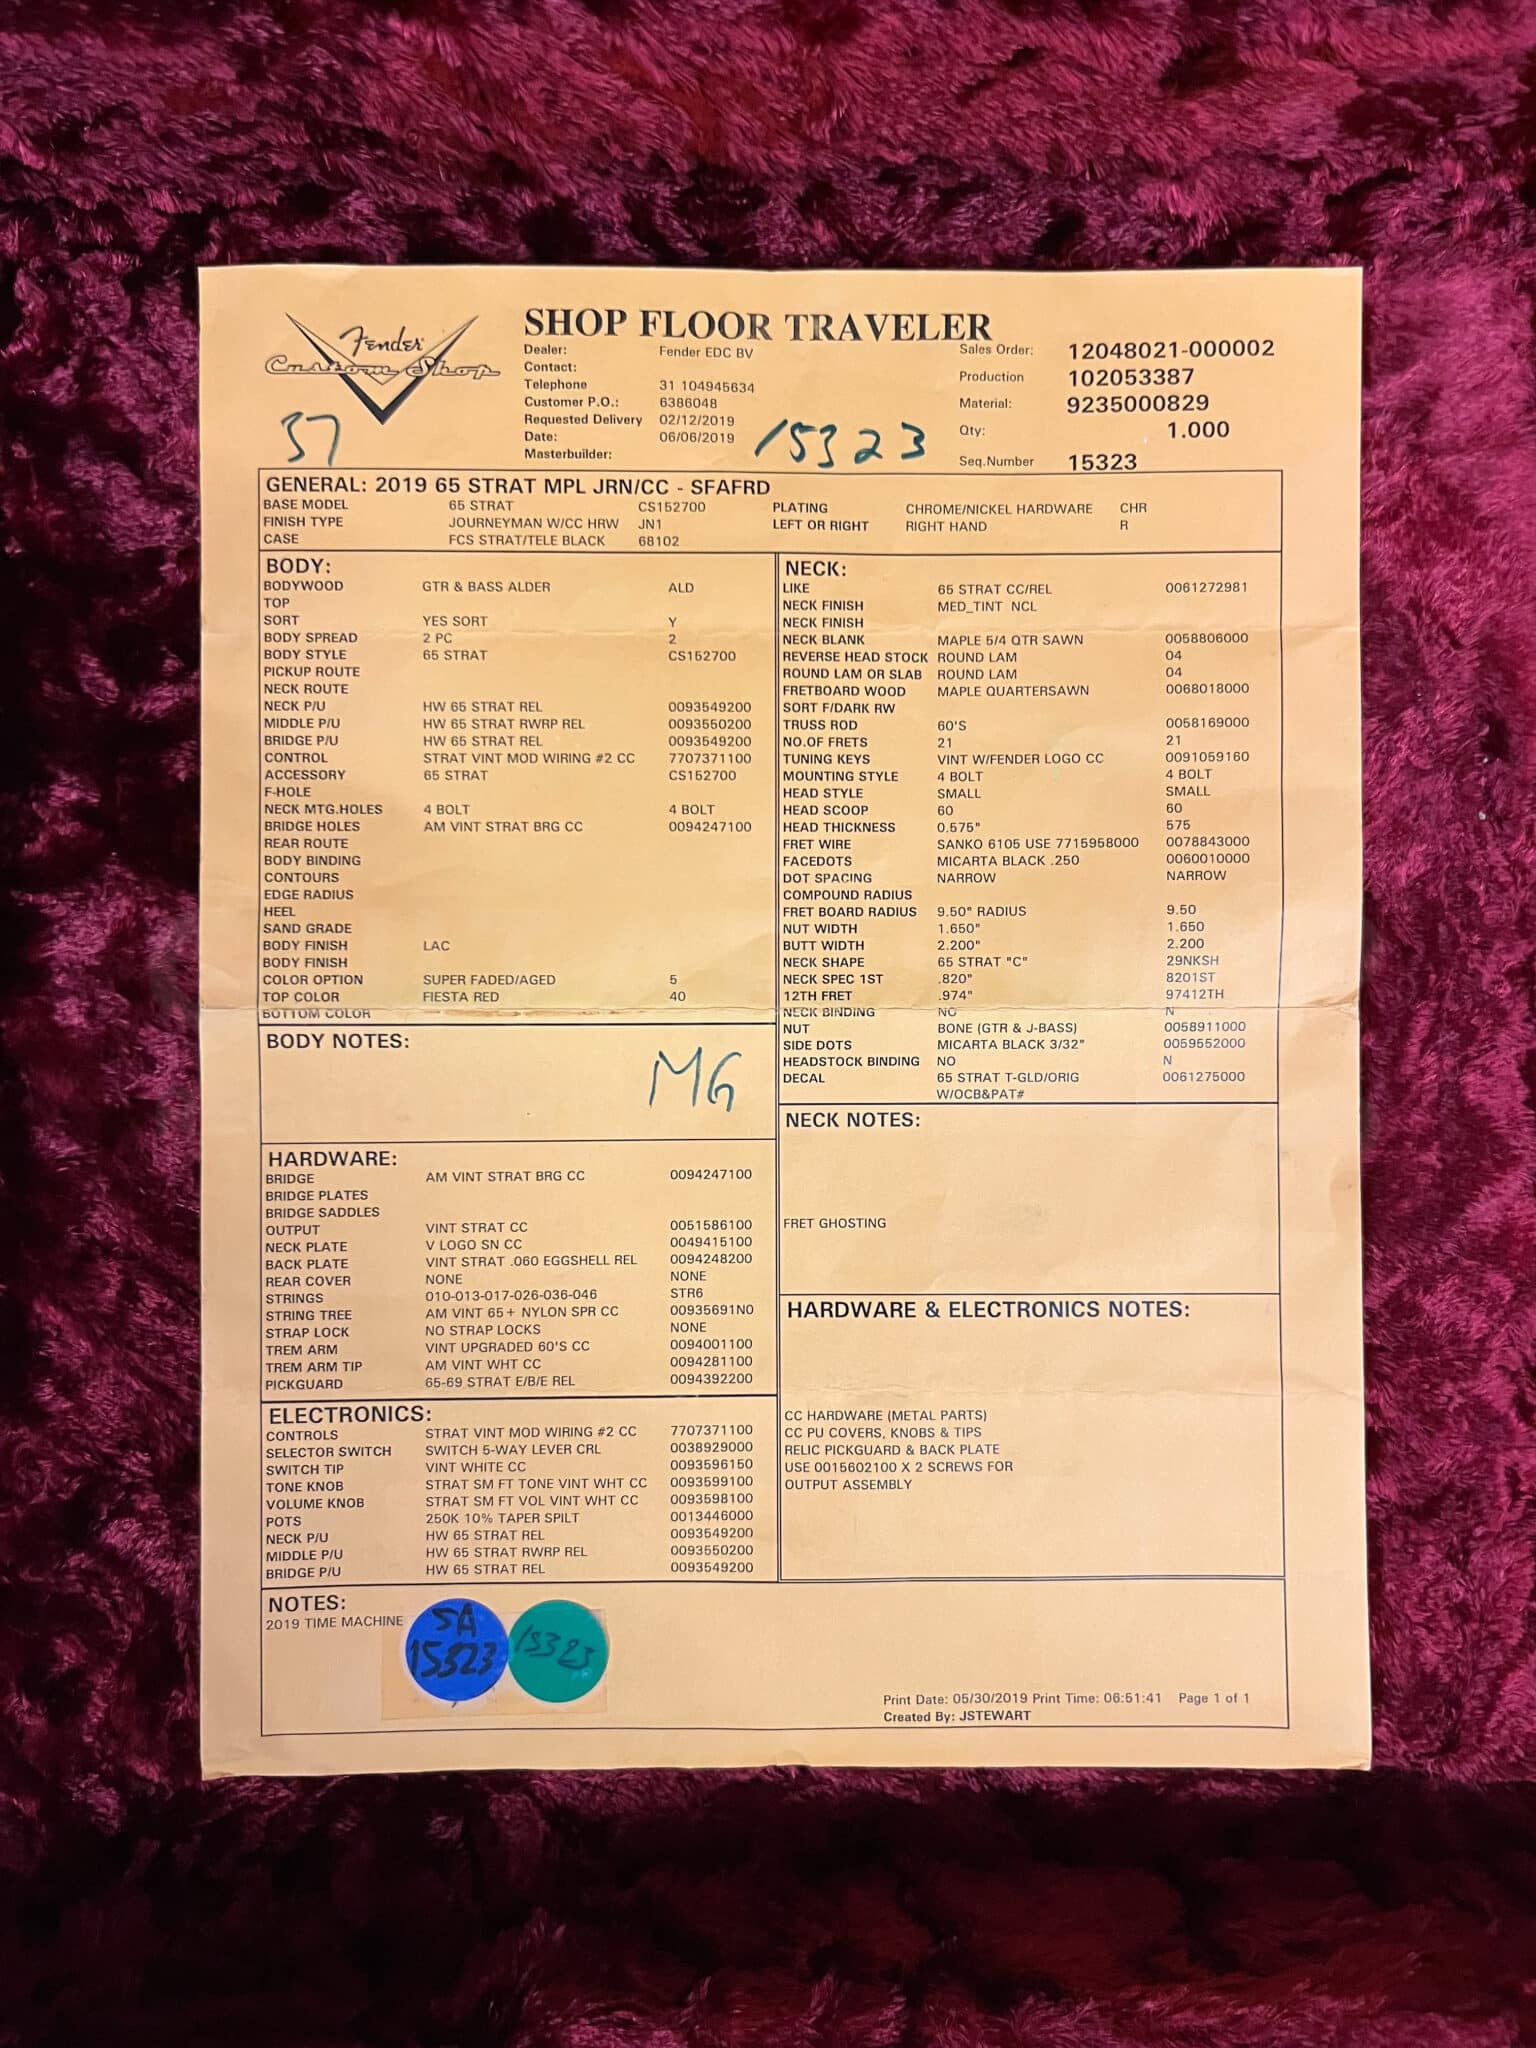 Fender
Custom Shop
SHOP FLOOR TRAVELER
Dealer: Fender EDC BV
Contact:
Telephone 31 104945634
Customer P.O.: 6386048
Requested Delivery 02/12/2019
Date: 06/06/2019
Masterbuilder:
Sales Order: 12048021-000002
Production 102053387
Material: 9235000829
Qty: 1.000
Seq.Number 15323
37
15323
GENERAL: 2019 65 STRAT MPL JRN/CC - SFAFRD
BASE MODEL 65 STRAT CS152700 PLATING CHROME/NICKEL HARDWARE CHR
FINISH TYPE JOURNEYMAN W/CC HRW JN1 LEFT OR RIGHT RIGHT HAND R
CASE FCS STRAT/TELE BLACK 68102
BODY:
BODYWOOD GTR & BASS ALDER ALD
TOP
SORT YES SORT Y
BODY SPREAD 2 PC 2
BODY STYLE 65 STRAT CS152700
PICKUP ROUTE
NECK ROUTE
NECK P/U HW 65 STRAT REL 0093549200
MIDDLE P/U HW 65 STRAT RWRP REL 0093550200
BRIDGE P/U HW 65 STRAT REL 0093549200
CONTROL STRAT VINT MOD WIRING #2 CC 7707371100
ACCESSORY 65 STRAT CS152700
F-HOLE
NECK MTG.HOLES 4 BOLT 4 BOLT
BRIDGE HOLES AM VINT STRAT BRG CC 0094247100
REAR ROUTE
BODY BINDING
CONTOURS
EDGE RADIUS
HEEL
SAND GRADE
BODY FINISH LAC
BODY FINISH
COLOR OPTION SUPER FADED/AGED 5
TOP COLOR FIESTA RED 40
BOTTOM COLOR
BODY NOTES:
MG
HARDWARE:
BRIDGE AM VINT STRAT BRG CC 0094247100
BRIDGE PLATES
BRIDGE SADDLES
OUTPUT VINT STRAT CC 0051586100
NECK PLATE V LOGO SN CC 0049415100
BACK PLATE VINT STRAT .060 EGGSHELL REL 0094248200
REAR COVER NONE NONE
STRINGS 010-013-017-026-036-046 STR6
STRING TREE AM VINT 65+ NYLON SPR CC 00935691N0
STRAP LOCK NO STRAP LOCKS NONE
TREM ARM VINT UPGRADED 60'S CC 0094001100
TREM ARM TIP AM VINT WHT CC 0094281100
PICKGUARD 65-69 STRAT E/B/E REL 0094392200
ELECTRONICS:
CONTROLS STRAT VINT MOD WIRING #2 CC 7707371100
SELECTOR SWITCH SWITCH 5-WAY LEVER CRL 0038929000
SWITCH TIP VINT WHITE CC 0093596150
TONE KNOB STRAT SM FT TONE VINT WHT CC 0093599100
VOLUME KNOB STRAT SM FT VOL VINT WHT CC 0093598100
POTS 250K 10% TAPER SPILT 0013446000
NECK P/U HW 65 STRAT REL 0093549200
MIDDLE P/U HW 65 STRAT RWRP REL 0093550200
BRIDGE P/U HW 65 STRAT REL 0093549200
NECK:
LIKE 65 STRAT CC/REL 0061272981
NECK FINISH MED_TINT NCL
NECK FINISH
NECK BLANK MAPLE 5/4 QTR SAWN 0058806000
REVERSE HEAD STOCK ROUND LAM 04
ROUND LAM OR SLAB ROUND LAM 04
FRETBOARD WOOD MAPLE QUARTERSAWN 0068018000
SORT F/DARK RW
TRUSS ROD 60'S 0058169000
NO.OF FRETS 21 21
TUNING KEYS VINT W/FENDER LOGO CC 0091059160
MOUNTING STYLE 4 BOLT 4 BOLT
HEAD STYLE SMALL SMALL
HEAD SCOOP 60 60
HEAD THICKNESS 0.575" 575
FRET WIRE SANKO 6105 USE 7715958000 0078843000
FACEDOTS MICARTA BLACK .250 0060010000
DOT SPACING NARROW NARROW
COMPOUND RADIUS
FRET BOARD RADIUS 9.50" RADIUS 9.50
NUT WIDTH 1.650" 1.650
BUTT WIDTH 2.200" 2.200
NECK SHAPE 65 STRAT "C" 29NKSH
NECK SPEC 1ST .820" 8201ST
12TH FRET .974" 97412TH
NECK BINDING NO N
NUT BONE (GTR & J-BASS) 0058911000
SIDE DOTS MICARTA BLACK 3/32" 0059552000
HEADSTOCK BINDING NO N
DECAL 65 STRAT T-GLD/ORIG 0061275000
W/OCB&PAT#
NECK NOTES:
FRET GHOSTING
HARDWARE & ELECTRONICS NOTES:
CC HARDWARE (METAL PARTS)
CC PU COVERS, KNOBS & TIPS
RELIC PICKGUARD & BACK PLATE
USE 0015602100 X 2 SCREWS FOR
OUTPUT ASSEMBLY
NOTES:
2019 TIME MACHINE
SA
15323
15323
Print Date: 05/30/2019 Print Time: 06:51:41 Page 1 of 1
Created By: JSTEWART